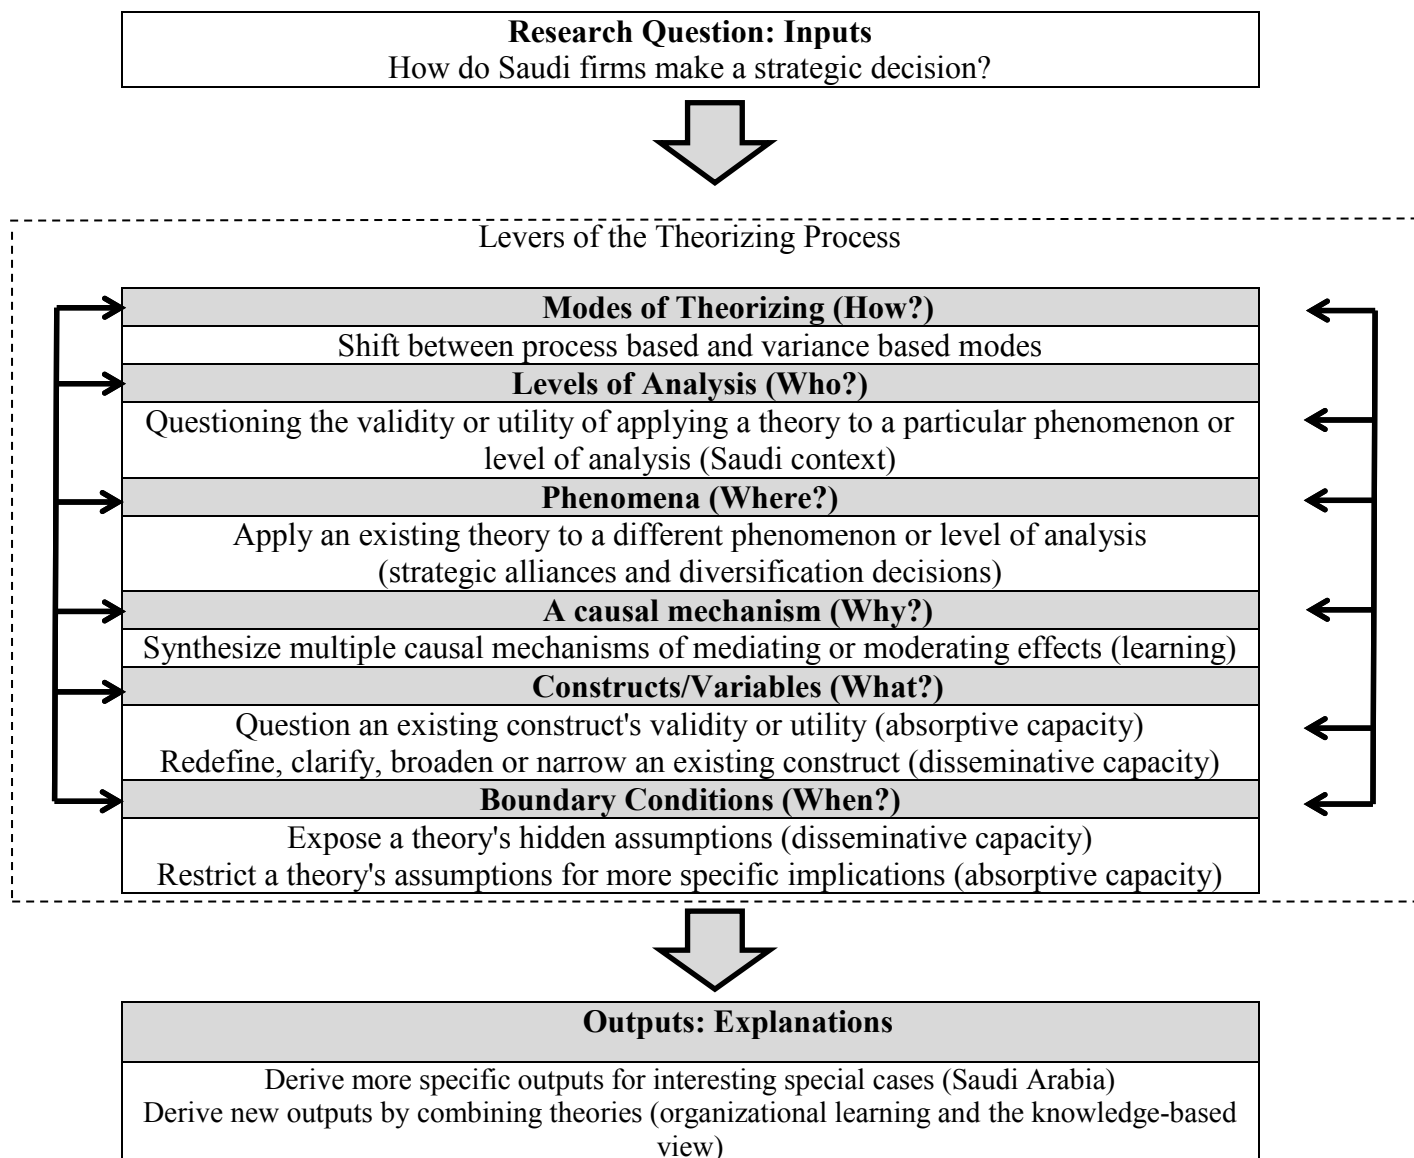 Research Question: Inputs
How do Saudi firms make a strategic decision?
Levers of the Theorizing Process
Modes of Theorizing (How?)
Shift between process based and variance based modes
Levels of Analysis (Who?)
Questioning the validity or utility of applying a theory to a particular phenomenon or
level of analysis (Saudi context)
Phenomena (Where?)
Apply an existing theory to a different phenomenon or level of analysis
(strategic alliances and diversification decisions)
A causal mechanism (Why?)
Synthesize multiple causal mechanisms of mediating or moderating effects (learning)
Constructs/Variables (What?)
Question an existing construct's validity or utility (absorptive capacity)
Redefine, clarify, broaden or narrow an existing construct (disseminative capacity)
Boundary Conditions (When?)
Expose a theory's hidden assumptions (disseminative capacity)
Restrict a theory's assumptions for more specific implications (absorptive capacity)
Outputs: Explanations
Derive more specific outputs for interesting special cases (Saudi Arabia)
Derive new outputs by combining theories (organizational learning and the knowledge-based
view)